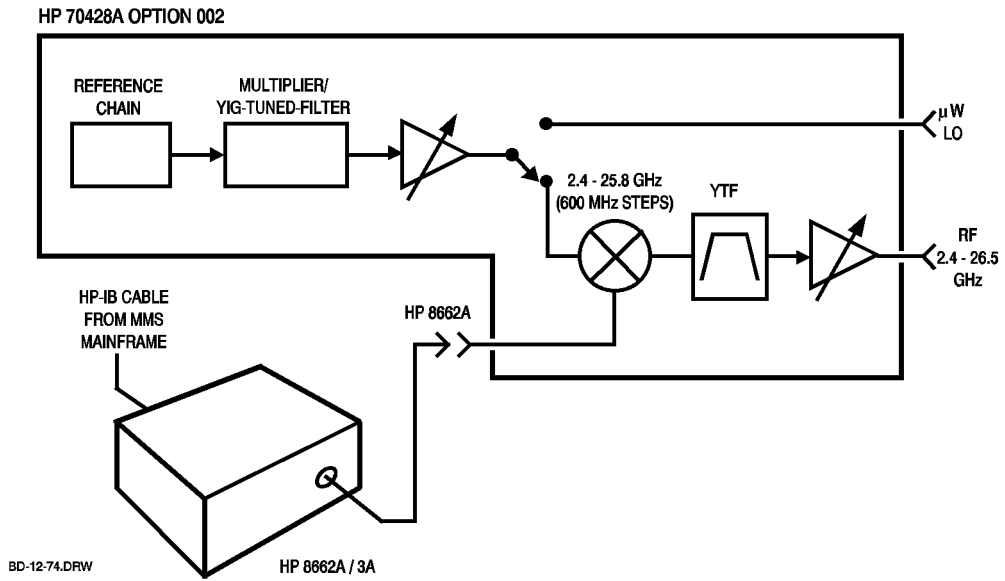 HP 70428A OPTION 002
REFERENCE
CHAIN
MULTIPLIER/
YIG-TUNED-FILTER
µW
LO
2.4 - 25.8 GHz
(600 MHz STEPS)
YTF
RF
2.4 - 26.5
GHz
HP-IB CABLE
FROM MMS
MAINFRAME
HP 8662A
BD-12-74.DRW
HP 8662A / 3A